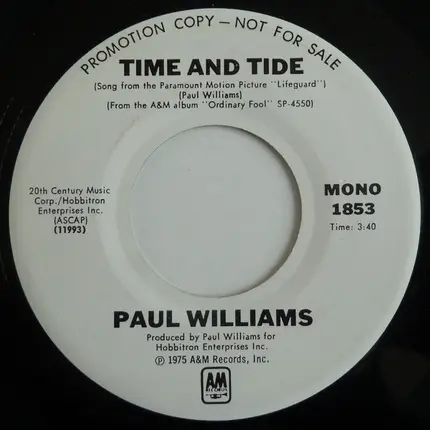 PROMOTION COPY — NOT FOR SALE
TIME AND TIDE
(Song from the Paramount Motion Picture "Lifeguard")
(Paul Williams)
(From the A&M album "Ordinary Fool" SP-4550)
20th Century Music
Corp./Hobbitron
Enterprises Inc.
(ASCAP)
(11993)
MONO
1853
Time: 3:40
PAUL WILLIAMS
Produced by Paul Williams for
Hobbitron Enterprises Inc.
℗ 1975 A&M Records, Inc.
AM
RECORDS